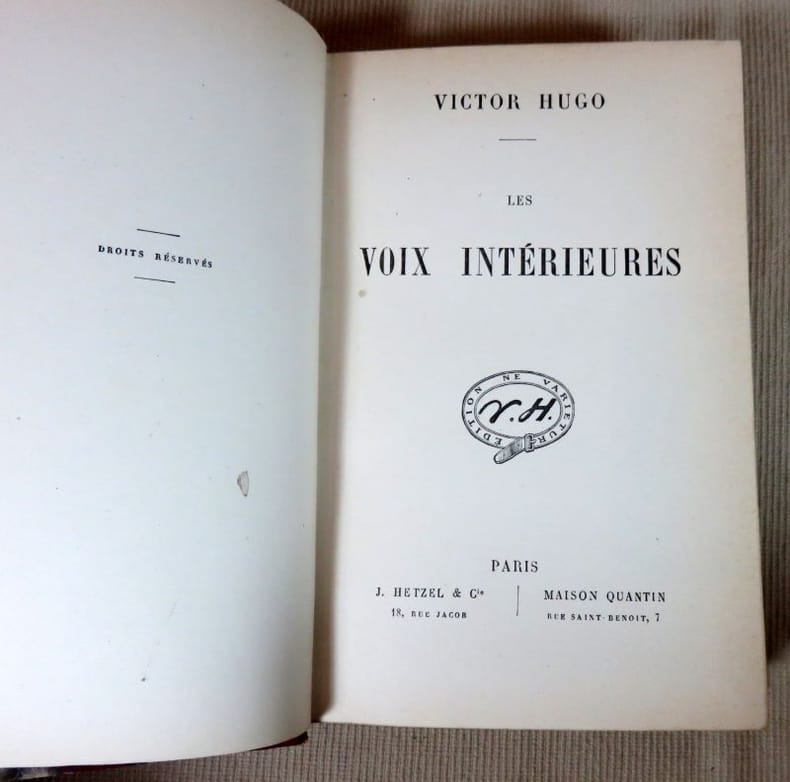 DROITS RÉSERVÉS
VICTOR HUGO
LES
VOIX INTÉRIEURES
ÉDITION NE VARIETUR
V. H.
PARIS
J. HETZEL & Cie
18, RUE JACOB
MAISON QUANTIN
RUE SAINT-BENOIT, 7